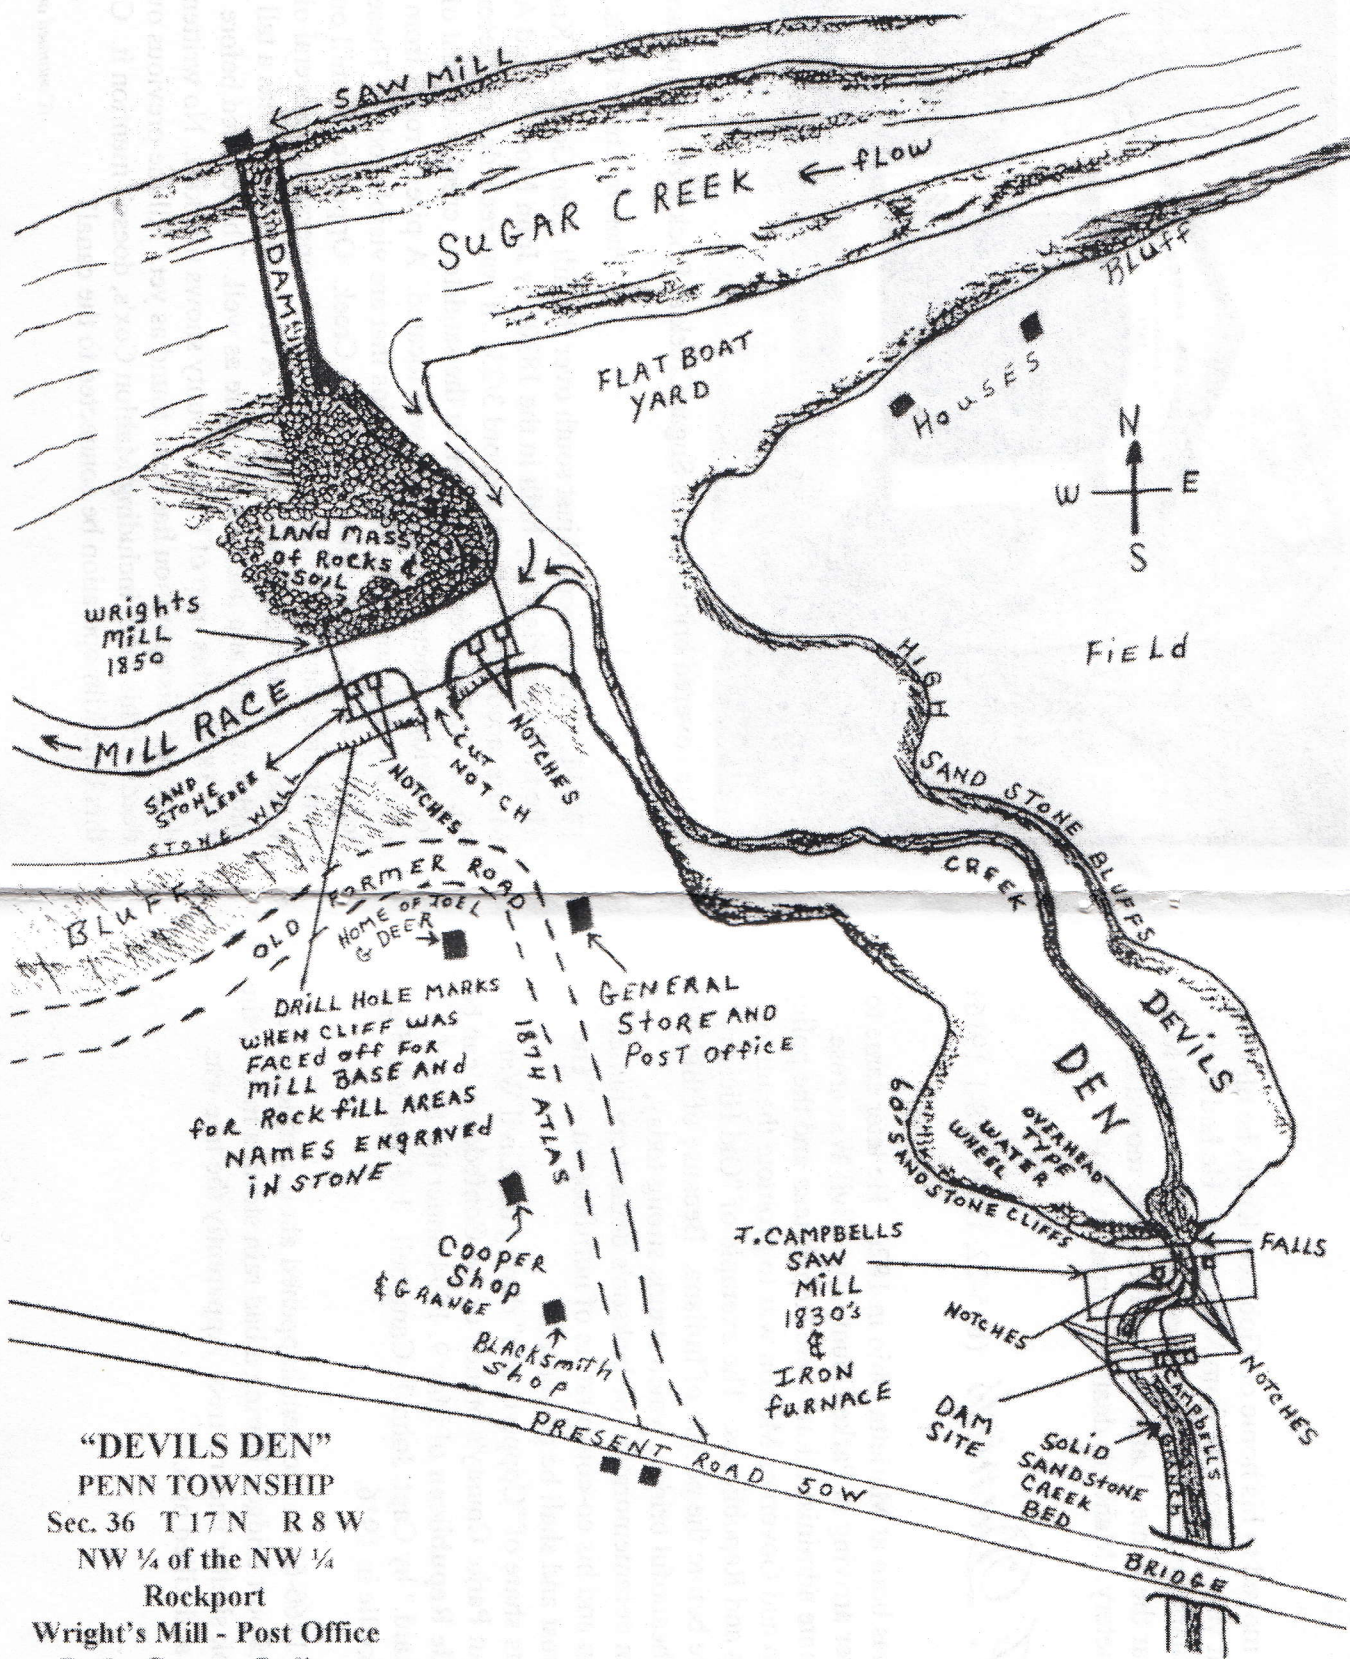 SAW MILL
DAM
SUGAR CREEK
← FLOW
FLAT BOAT
YARD
BLUFF
HOUSES
N
W E
S
LAND MASS
OF ROCKS &
SOIL
WRIGHTS
MILL
1850
FIELD
HIGH SAND STONE BLUFFS
MILL RACE
SAND
STONE
LEDGE
STONE WALL
NOTCHES
CUT
NOTCH
NOTCHES
BLUFF
OLD FORMER ROAD
HOME OF JOEL
G DEER
CREEK
DRILL HOLE MARKS
WHEN CLIFF WAS
FACED OFF FOR
MILL BASE AND
FOR ROCK FILL AREAS
NAMES ENGRAVED
IN STONE
1874 ATLAS
GENERAL
STORE AND
POST OFFICE
DEVILS
DEN
60'S SANDSTONE CLIFFS
OVERHEAD
TYPE
WATER
WHEEL
COOPER
SHOP
& GRANGE
BLACKSMITH
SHOP
J. CAMPBELLS
SAW
MILL
1830's
&
IRON
FURNACE
FALLS
NOTCHES
NOTCHES
DAM
SITE
SOLID
SANDSTONE
CREEK
BED
CAMPBELLS
BRANCH
PRESENT ROAD 50W
BRIDGE
“DEVILS DEN”
PENN TOWNSHIP
Sec. 36 T 17 N R 8 W
NW ¼ of the NW ¼
Rockport
Wright's Mill - Post Office